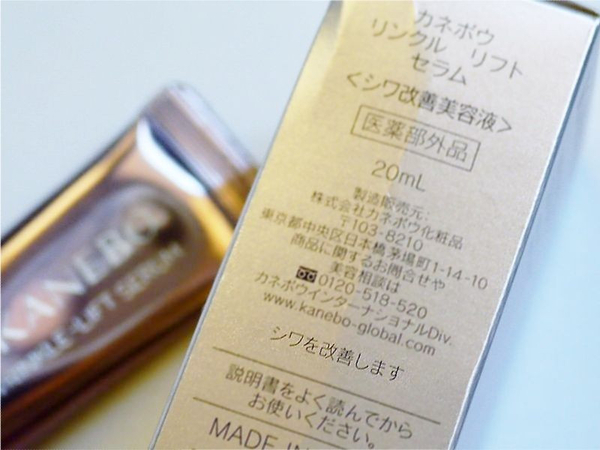 カネボウ
リンクル リフト
セラム
<シワ改善美容液>
医薬部外品
20mL
製造販売元:
株式会社カネボウ化粧品
〒103-8210
東京都中央区日本橋茅場町1-14-10
商品に関するお問合せや
美容相談は
0120-518-520
カネボウインターナショナルDiv.
www.kanebo-global.com
シワを改善します
説明書をよく読んでから
お使いください。
MADE IN
KANEBO
WRINKLE-LIFT SERUM